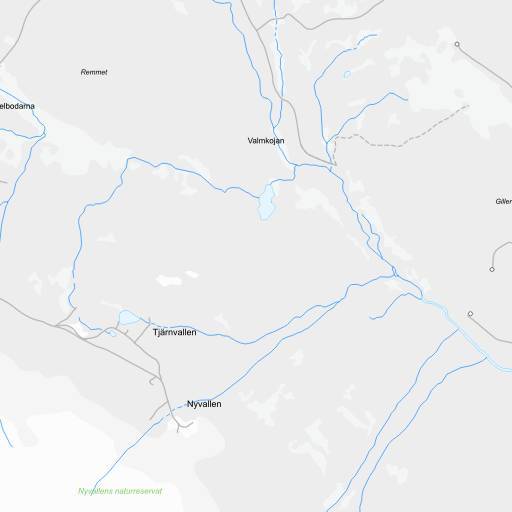 Remmet
elbodarna
Valmkojan
Giller
Tjärnvallen
Nyvallen
Nyvallens naturreservat